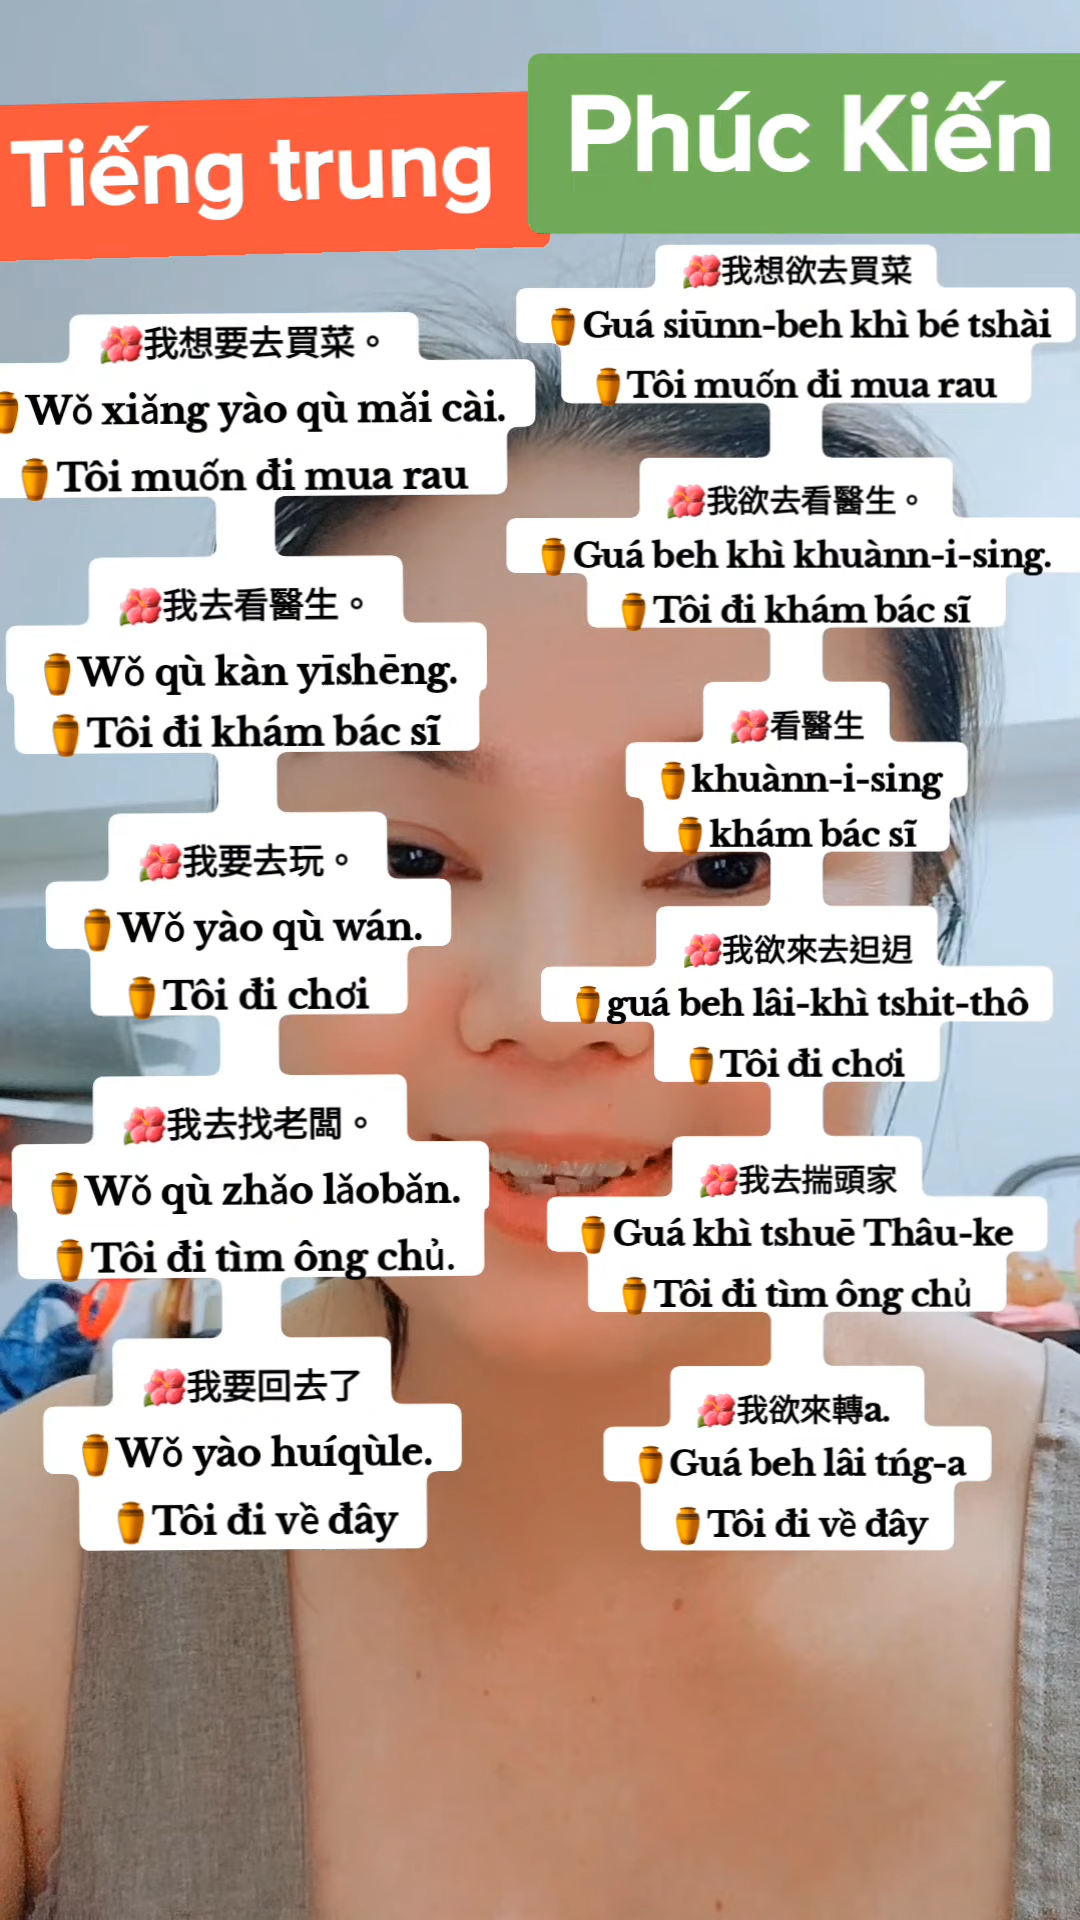 Tiếng trung
Phúc Kiến
我想要去買菜。
Wǒ xiǎng yào qù mǎi cài.
Tôi muốn đi mua rau
我去看醫生。
Wǒ qù kàn yīshēng.
Tôi đi khám bác sĩ
我要去玩。
Wǒ yào qù wán.
Tôi đi chơi
我去找老闆。
Wǒ qù zhǎo lǎobǎn.
Tôi đi tìm ông chủ.
我要回去了
Wǒ yào huíqùle.
Tôi đi về đây
我想欲去買菜
Guá siūnn-beh khì bé tshài
Tôi muốn đi mua rau
我欲去看醫生。
Guá beh khì khuànn-i-sing.
Tôi đi khám bác sĩ
看醫生
khuànn-i-sing
khám bác sĩ
我欲來去𨑨迌
guá beh lâi-khì tshit-thô
Tôi đi chơi
我去揣頭家
Guá khì tshuē Thâu-ke
Tôi đi tìm ông chủ
我欲來轉a.
Guá beh lâi tńg-a
Tôi đi về đây